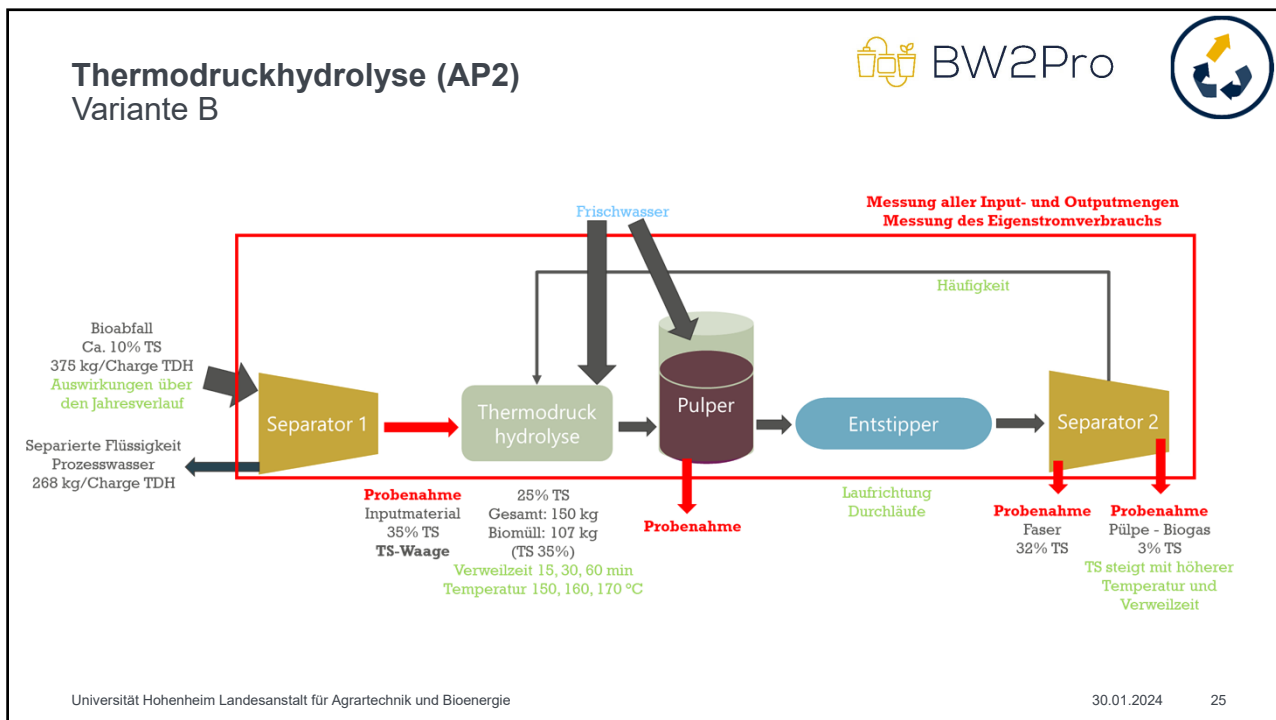 Thermodruckhydrolyse (AP2)
Variante B
BW2Pro
Messung aller Input- und Outputmengen
Messung des Eigenstromverbrauchs
Frischwasser
Häufigkeit
Bioabfall
Ca. 10% TS
375 kg/Charge TDH
Auswirkungen über
den Jahresverlauf
Separator 1
Thermodruck
hydrolyse
Pulper
Entstipper
Separator 2
Separierte Flüssigkeit
Prozesswasser
268 kg/Charge TDH
Probenahme
Inputmaterial
35% TS
TS-Waage
25% TS
Gesamt: 150 kg
Biomüll: 107 kg
(TS 35%)
Verweilzeit 15, 30, 60 min
Temperatur 150, 160, 170 °C
Probenahme
Laufrichtung
Durchläufe
Probenahme
Faser
32% TS
Probenahme
Pülpe - Biogas
3% TS
TS steigt mit höherer
Temperatur und
Verweilzeit
Universität Hohenheim Landesanstalt für Agrartechnik und Bioenergie
30.01.2024
25